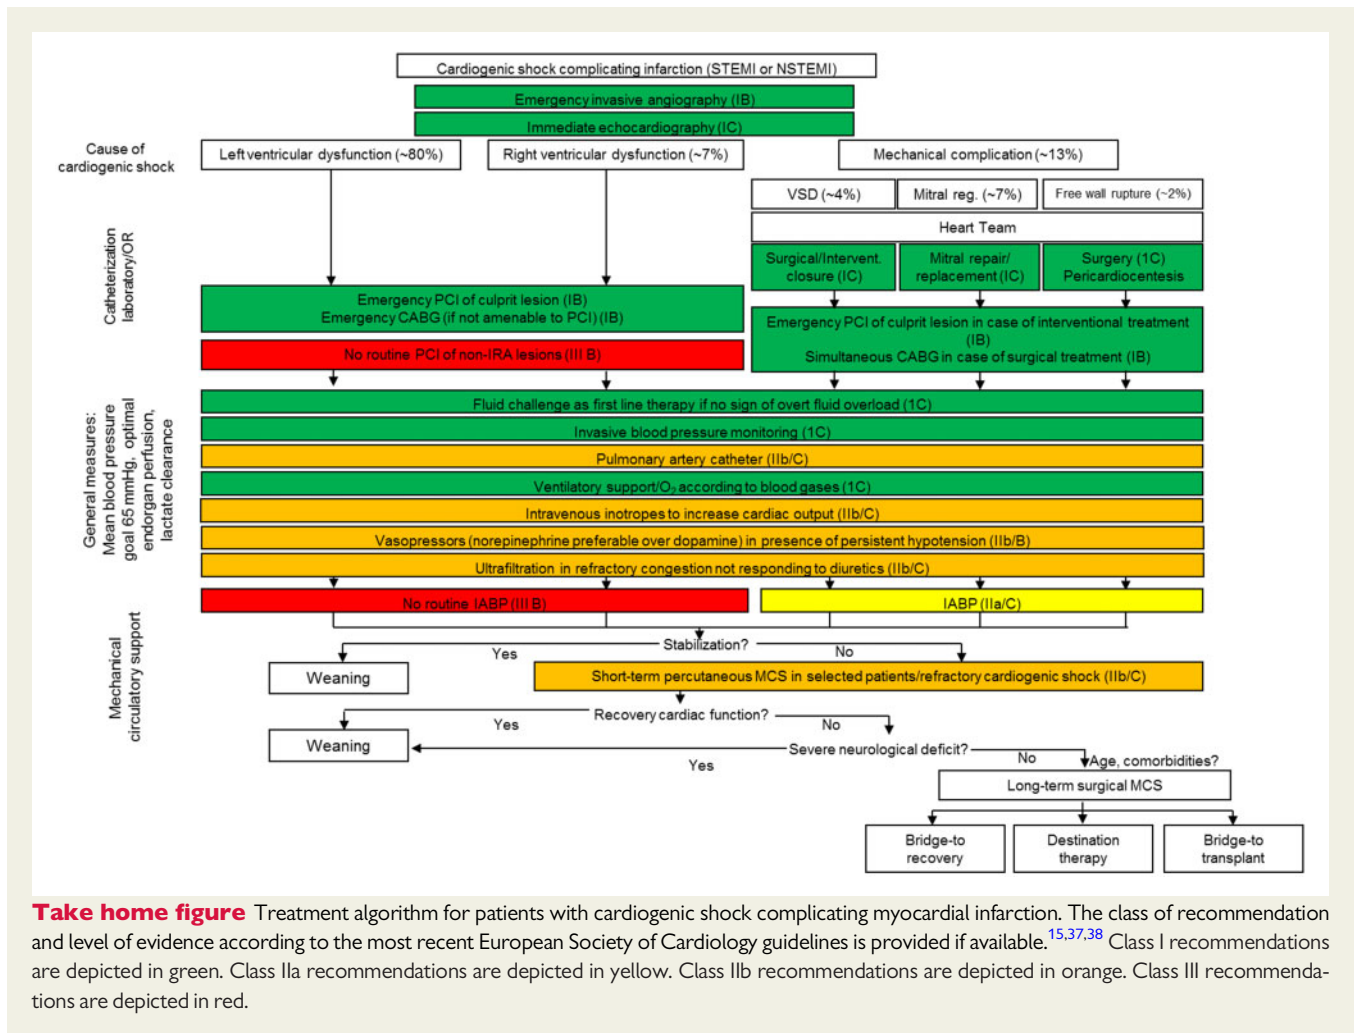 Cardiogenic shock complicating infarction (STEMI or NSTEMI)
Emergency invasive angiography (IB)
Immediate echocardiography (IC)
Cause of
cardiogenic shock
Left ventricular dysfunction (~80%)
Right ventricular dysfunction (~7%)
Mechanical complication (~13%)
VSD (~4%)
Mitral reg. (~7%)
Free wall rupture (~2%)
Heart Team
Catheterization
laboratory/OR
Surgical/Intervent.
closure (IC)
Mitral repair/
replacement (IC)
Surgery (1C)
Pericardiocentesis
Emergency PCI of culprit lesion (IB)
Emergency CABG (if not amenable to PCI) (IB)
Emergency PCI of culprit lesion in case of interventional treatment
(IB)
Simultaneous CABG in case of surgical treatment (IB)
No routine PCI of non-IRA lesions (III B)
General measures:
Mean blood pressure
goal 65 mmHg, optimal
endorgan perfusion,
lactate clearance
Fluid challenge as first line therapy if no sign of overt fluid overload (1C)
Invasive blood pressure monitoring (1C)
Pulmonary artery catheter (IIb/C)
Ventilatory support/O₂ according to blood gases (1C)
Intravenous inotropes to increase cardiac output (IIb/C)
Vasopressors (norepinephrine preferable over dopamine) in presence of persistent hypotension (IIb/B)
Ultrafiltration in refractory congestion not responding to diuretics (IIb/C)
Mechanical
circulatory support
No routine IABP (III B)
IABP (IIa/C)
Stabilization?
Yes
No
Weaning
Short-term percutaneous MCS in selected patients/refractory cardiogenic shock (IIb/C)
Recovery cardiac function?
Yes
No
Weaning
Severe neurological deficit?
Yes
No
Age, comorbidities?
Long-term surgical MCS
Bridge-to
recovery
Destination
therapy
Bridge-to
transplant
Take home figure Treatment algorithm for patients with cardiogenic shock complicating myocardial infarction. The class of recommendation
and level of evidence according to the most recent European Society of Cardiology guidelines is provided if available.15,37,38 Class I recommendations
are depicted in green. Class IIa recommendations are depicted in yellow. Class IIb recommendations are depicted in orange. Class III recommenda-
tions are depicted in red.